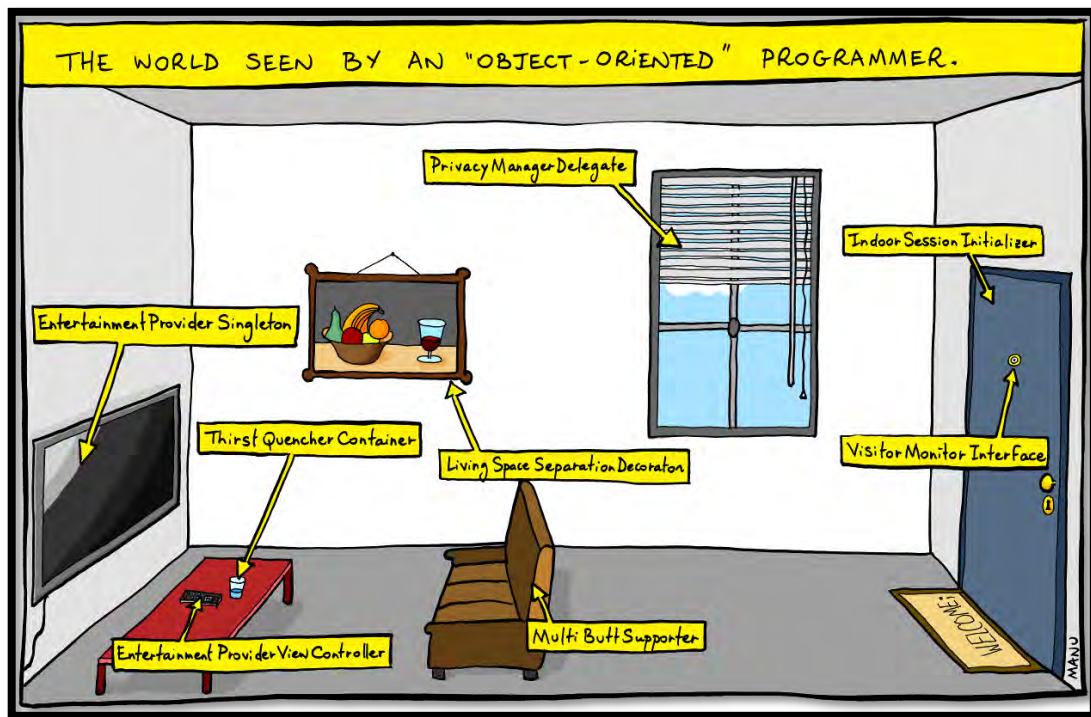 THE WORLD SEEN BY AN "OBJECT-ORiENTED" PROGRAMMER.
Privacy Manager Delegate
Indoor Session Initializer
Entertainment Provider Singleton
Thirst Quencher Container
Living Space Separation Decorator
Visitor Monitor InterFace
Multi Butt Supporter
Entertainment Provider View Controller
WELCOME!
MANU